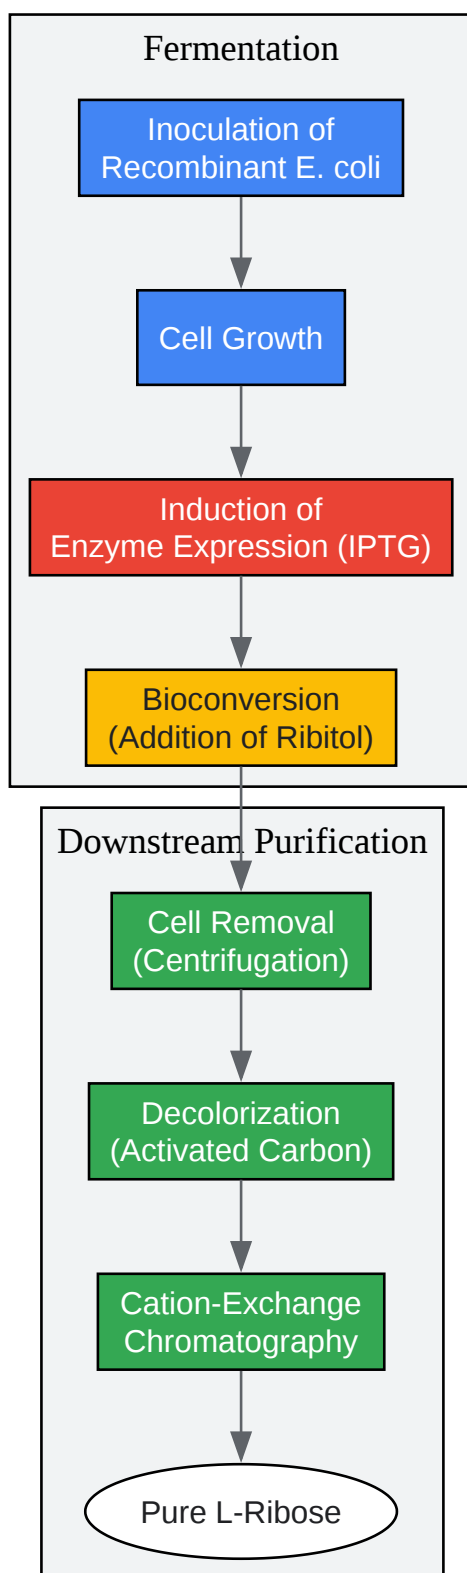 Fermentation
Inoculation of
Recombinant E. coli
Cell Growth
Induction of
Enzyme Expression (IPTG)
Bioconversion
(Addition of Ribitol)
Downstream Purification
Cell Removal
(Centrifugation)
Decolorization
(Activated Carbon)
Cation-Exchange
Chromatography
Pure L-Ribose